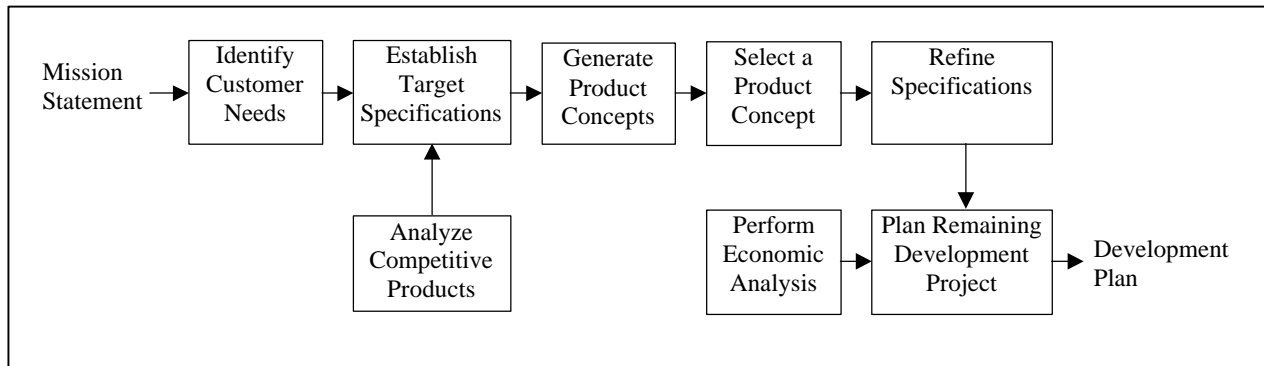 Mission
Statement
Identify
Customer
Needs
Establish
Target
Specifications
Generate
Product
Concepts
Select a
Product
Concept
Refine
Specifications
Analyze
Competitive
Products
Perform
Economic
Analysis
Plan Remaining
Development
Project
Development
Plan